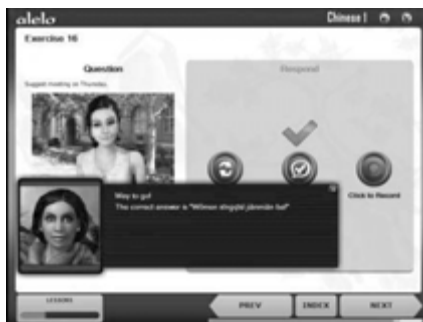 alelo
Chinese I
Exercise 16
Question
Respond
Suggest meeting on Thursday.
Click to Record
Way to go!
The correct answer is "Wǒmen xīngqīsì jiànmiàn ba!"
LESSONS
PREV
INDEX
NEXT